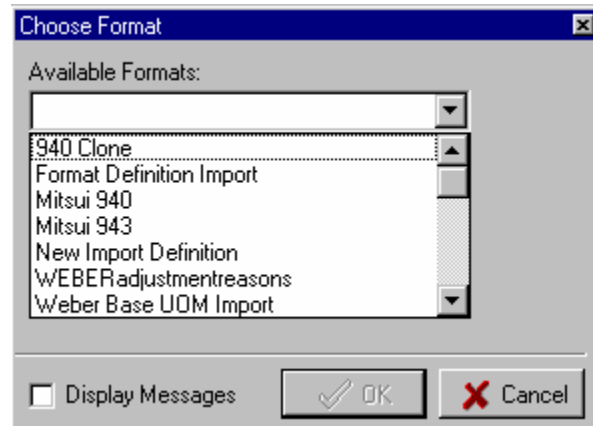 Choose Format
Available Formats:
940 Clone
Format Definition Import
Mitsui 940
Mitsui 943
New Import Definition
WEBERadjustmentreasons
Weber Base UOM Import
Display Messages
OK
Cancel